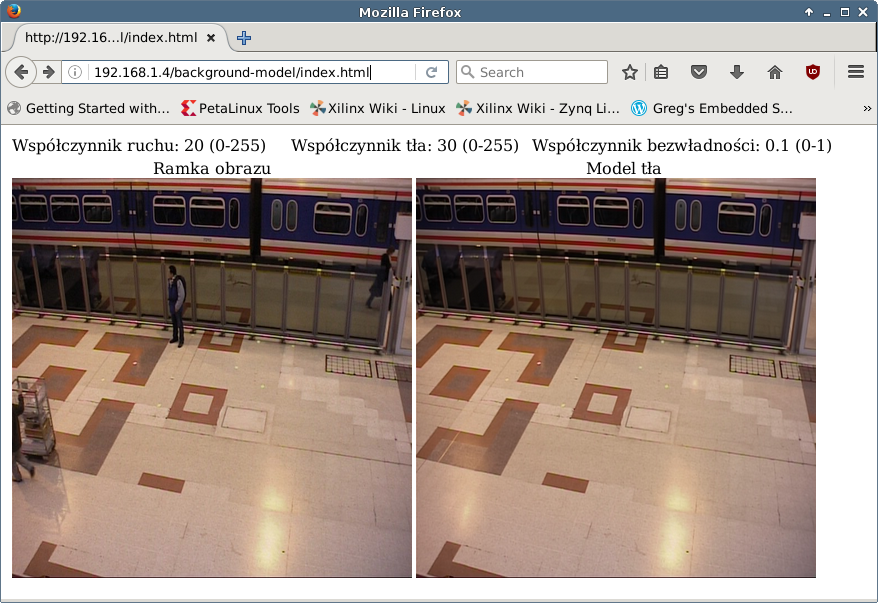 Mozilla Firefox
http://192.16...l/index.html
192.168.1.4/background-model/index.html
Search
Getting Started with... PetaLinux Tools Xilinx Wiki - Linux Xilinx Wiki - Zynq Li... Greg's Embedded S...
Współczynnik ruchu: 20 (0-255) Współczynnik tła: 30 (0-255) Współczynnik bezwładności: 0.1 (0-1)
Ramka obrazu Model tła